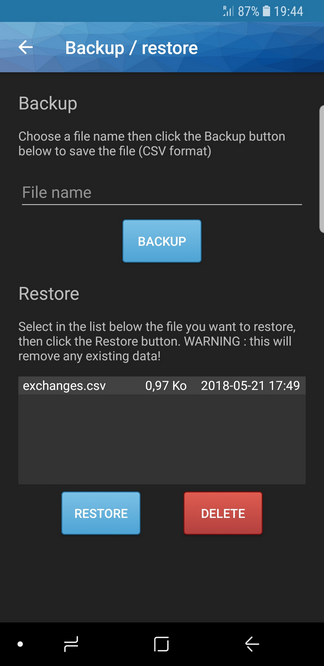 87% 19:44
Backup / restore
Backup
Choose a file name then click the Backup button
below to save the file (CSV format)
File name
BACKUP
Restore
Select in the list below the file you want to restore,
then click the Restore button. WARNING : this will
remove any existing data!
exchanges.csv 0,97 Ko 2018-05-21 17:49
RESTORE DELETE